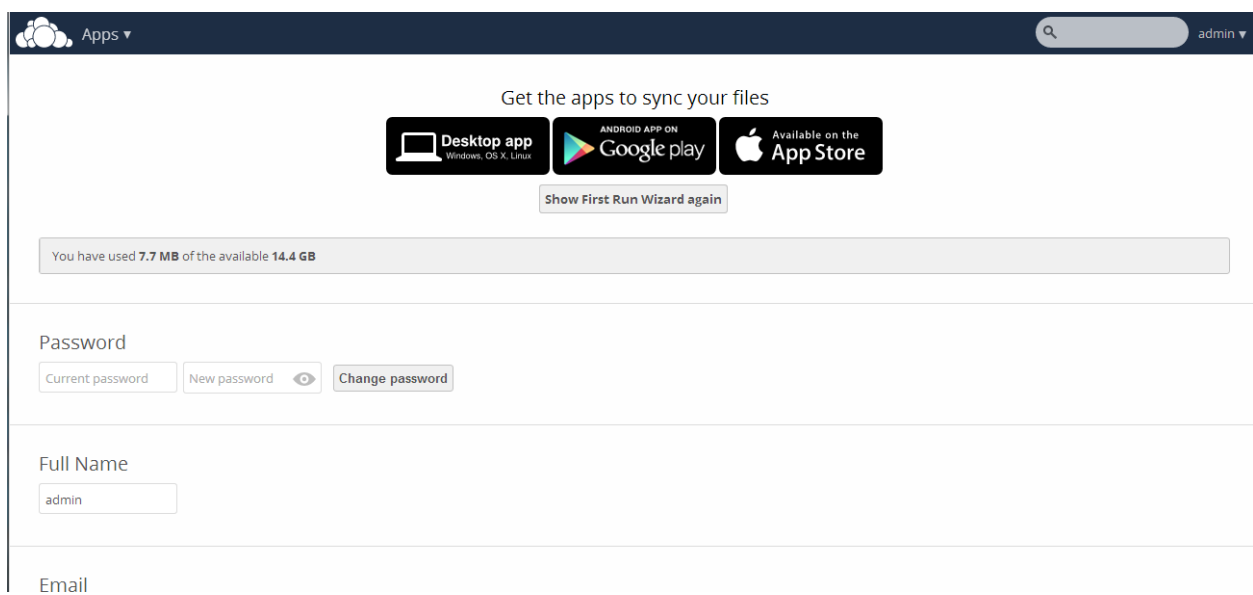 Apps ▾
admin ▾
Get the apps to sync your files
Desktop app
Windows, OS X, Linux
ANDROID APP ON
Google play
Available on the
App Store
Show First Run Wizard again
You have used 7.7 MB of the available 14.4 GB
Password
Current password New password Change password
Full Name
admin
Email